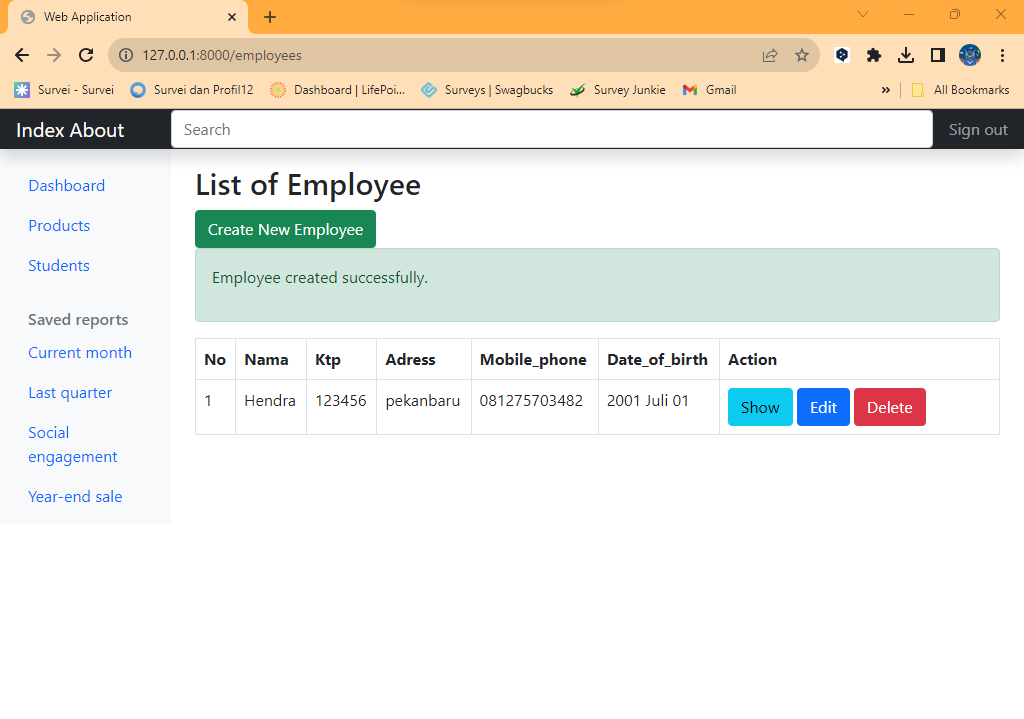 Web Application
127.0.0.1:8000/employees
Survei - Survei Survei dan Profil12 Dashboard | LifePoi... Surveys | Swagbucks Survey Junkie Gmail » All Bookmarks
Index About Search Sign out
Dashboard
Products
Students
Saved reports
Current month
Last quarter
Social
engagement
Year-end sale
List of Employee
Create New Employee
Employee created successfully.
No Nama Ktp Adress Mobile_phone Date_of_birth Action
1 Hendra 123456 pekanbaru 081275703482 2001 Juli 01 Show Edit Delete